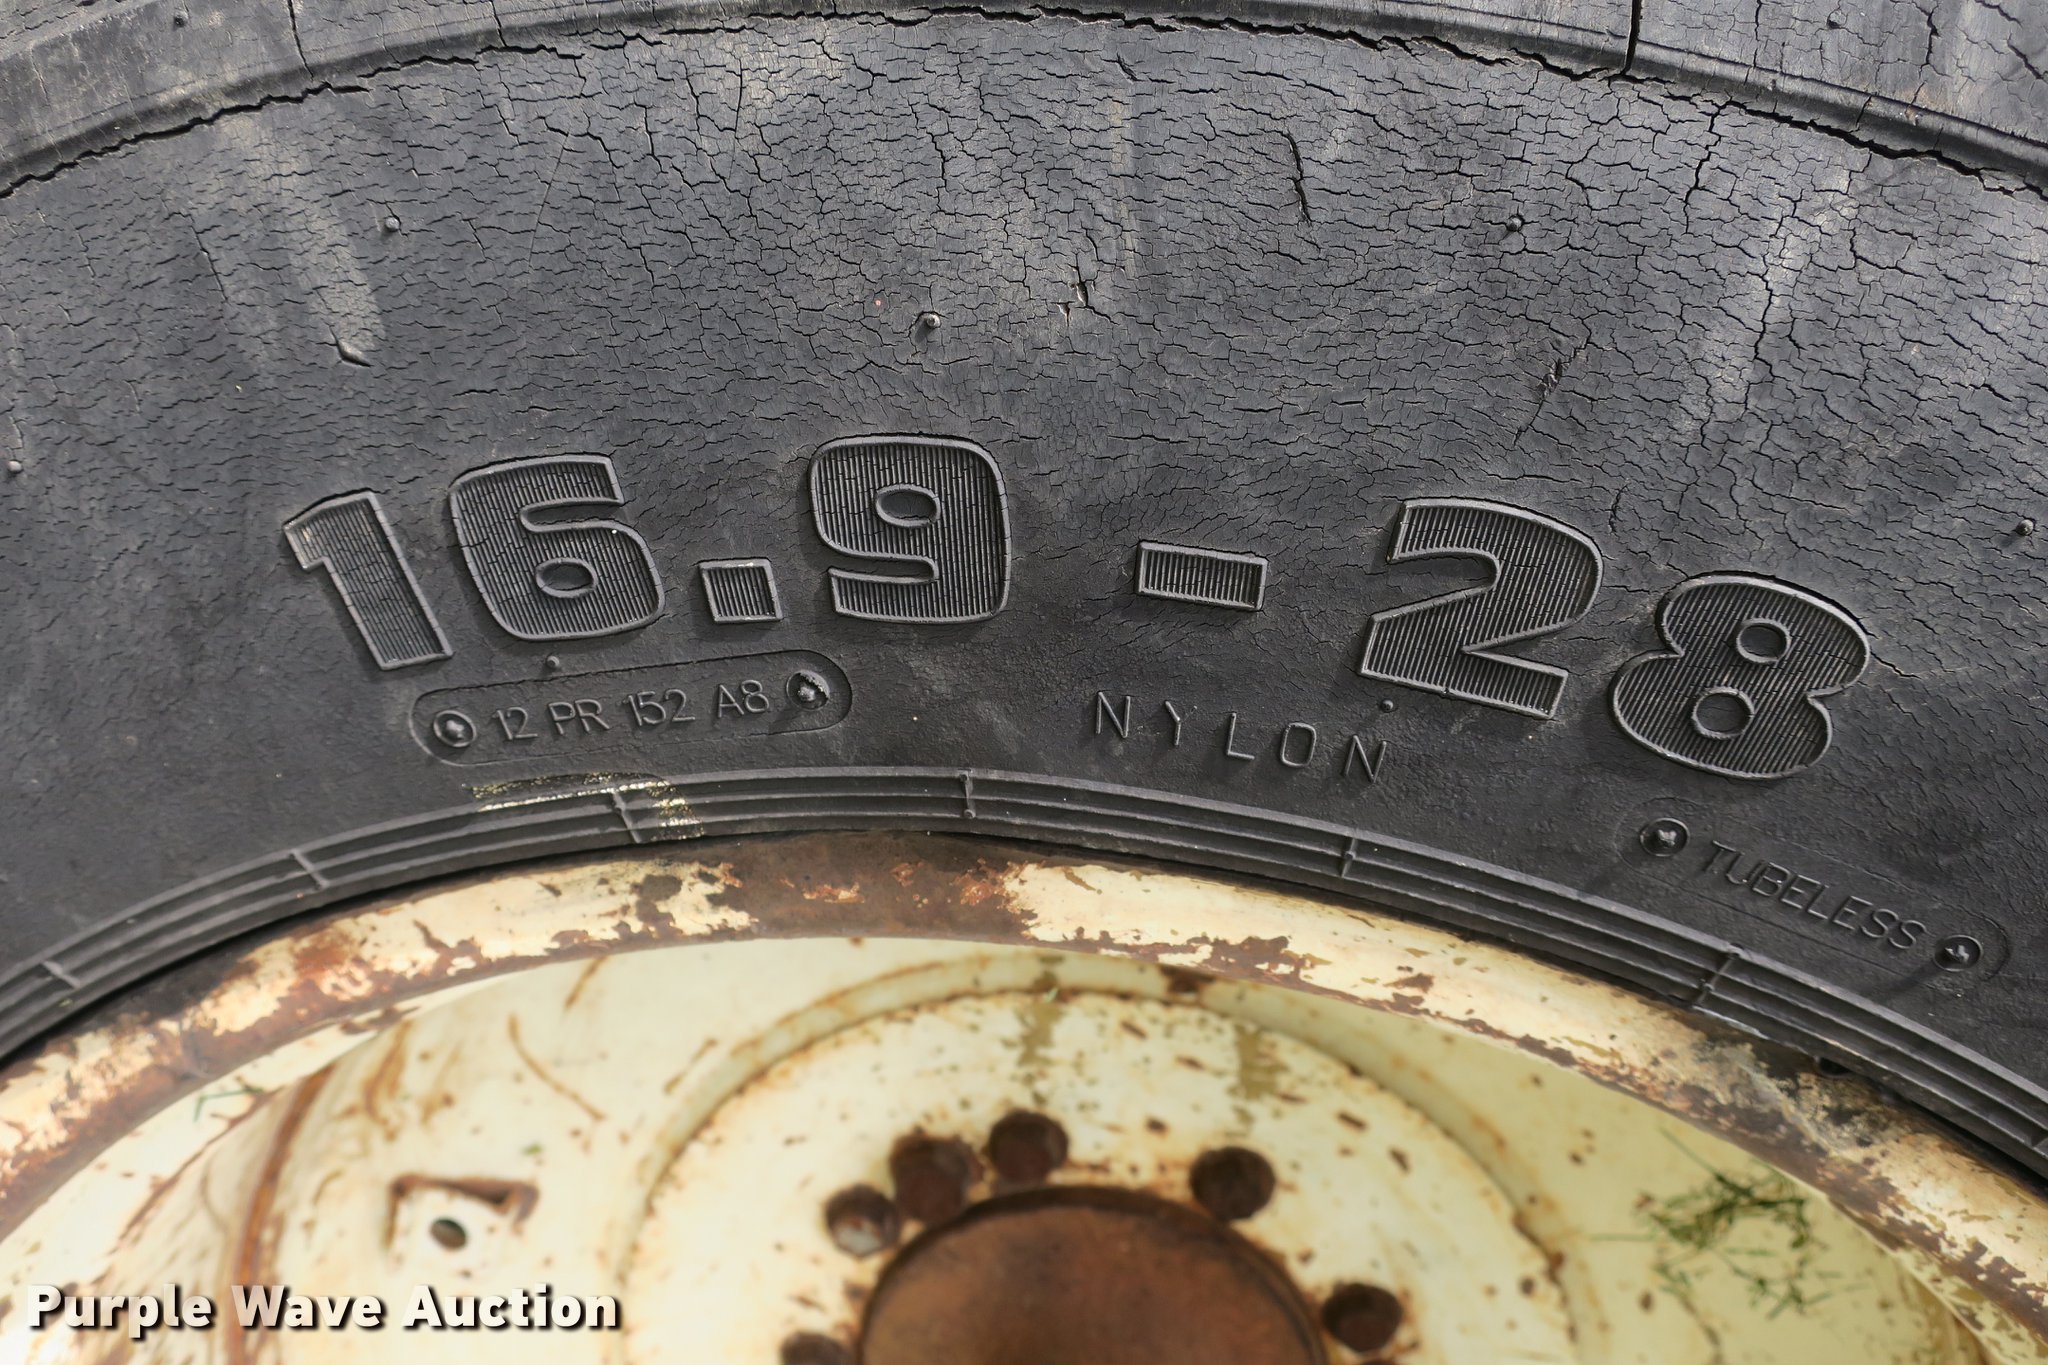 16.9-28
12 PR 152 A8
NYLON
TUBELESS
Purple Wave Auction